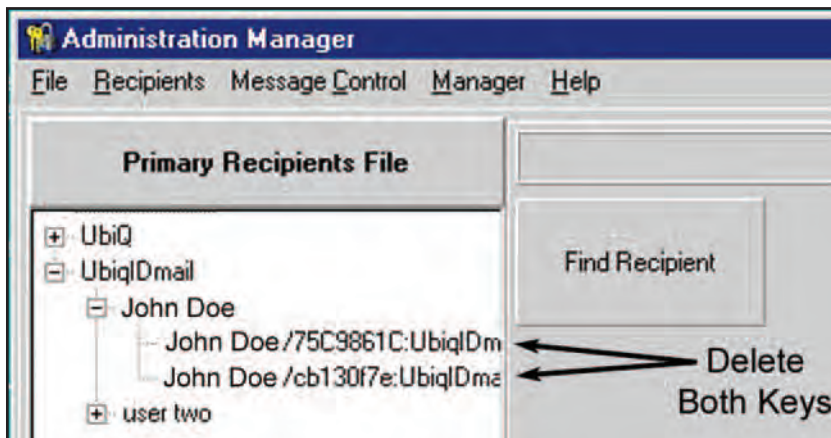 Administration Manager
File Recipients Message Control Manager Help
Primary Recipients File
UbiQ
UbiqIDmail
John Doe
John Doe/75C9861C:UbiqIDm
John Doe/cb130f7e:UbiqIDma
user two
Find Recipient
Delete
Both Keys